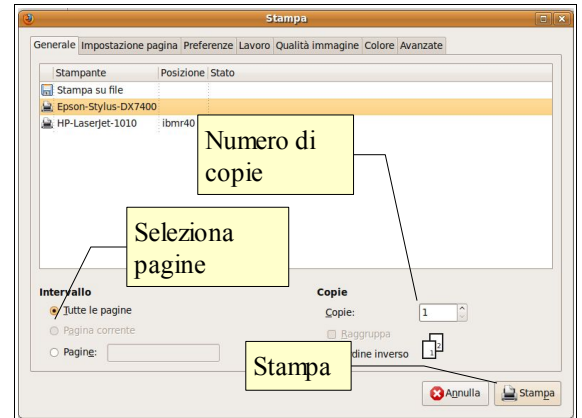 Stampa
Generale Impostazione pagina Preferenze Lavoro Qualità immagine Colore Avanzate
Stampante Posizione Stato
Stampa su file
Epson-Stylus-DX7400
HP-LaserJet-1010 ibmr40
Numero di
copie
Seleziona
pagine
Intervallo
Tutte le pagine
Pagina corrente
Pagine:
Copie
Copie: 1
Raggruppa
dine inverso
1 2
Stampa
Annulla Stampa